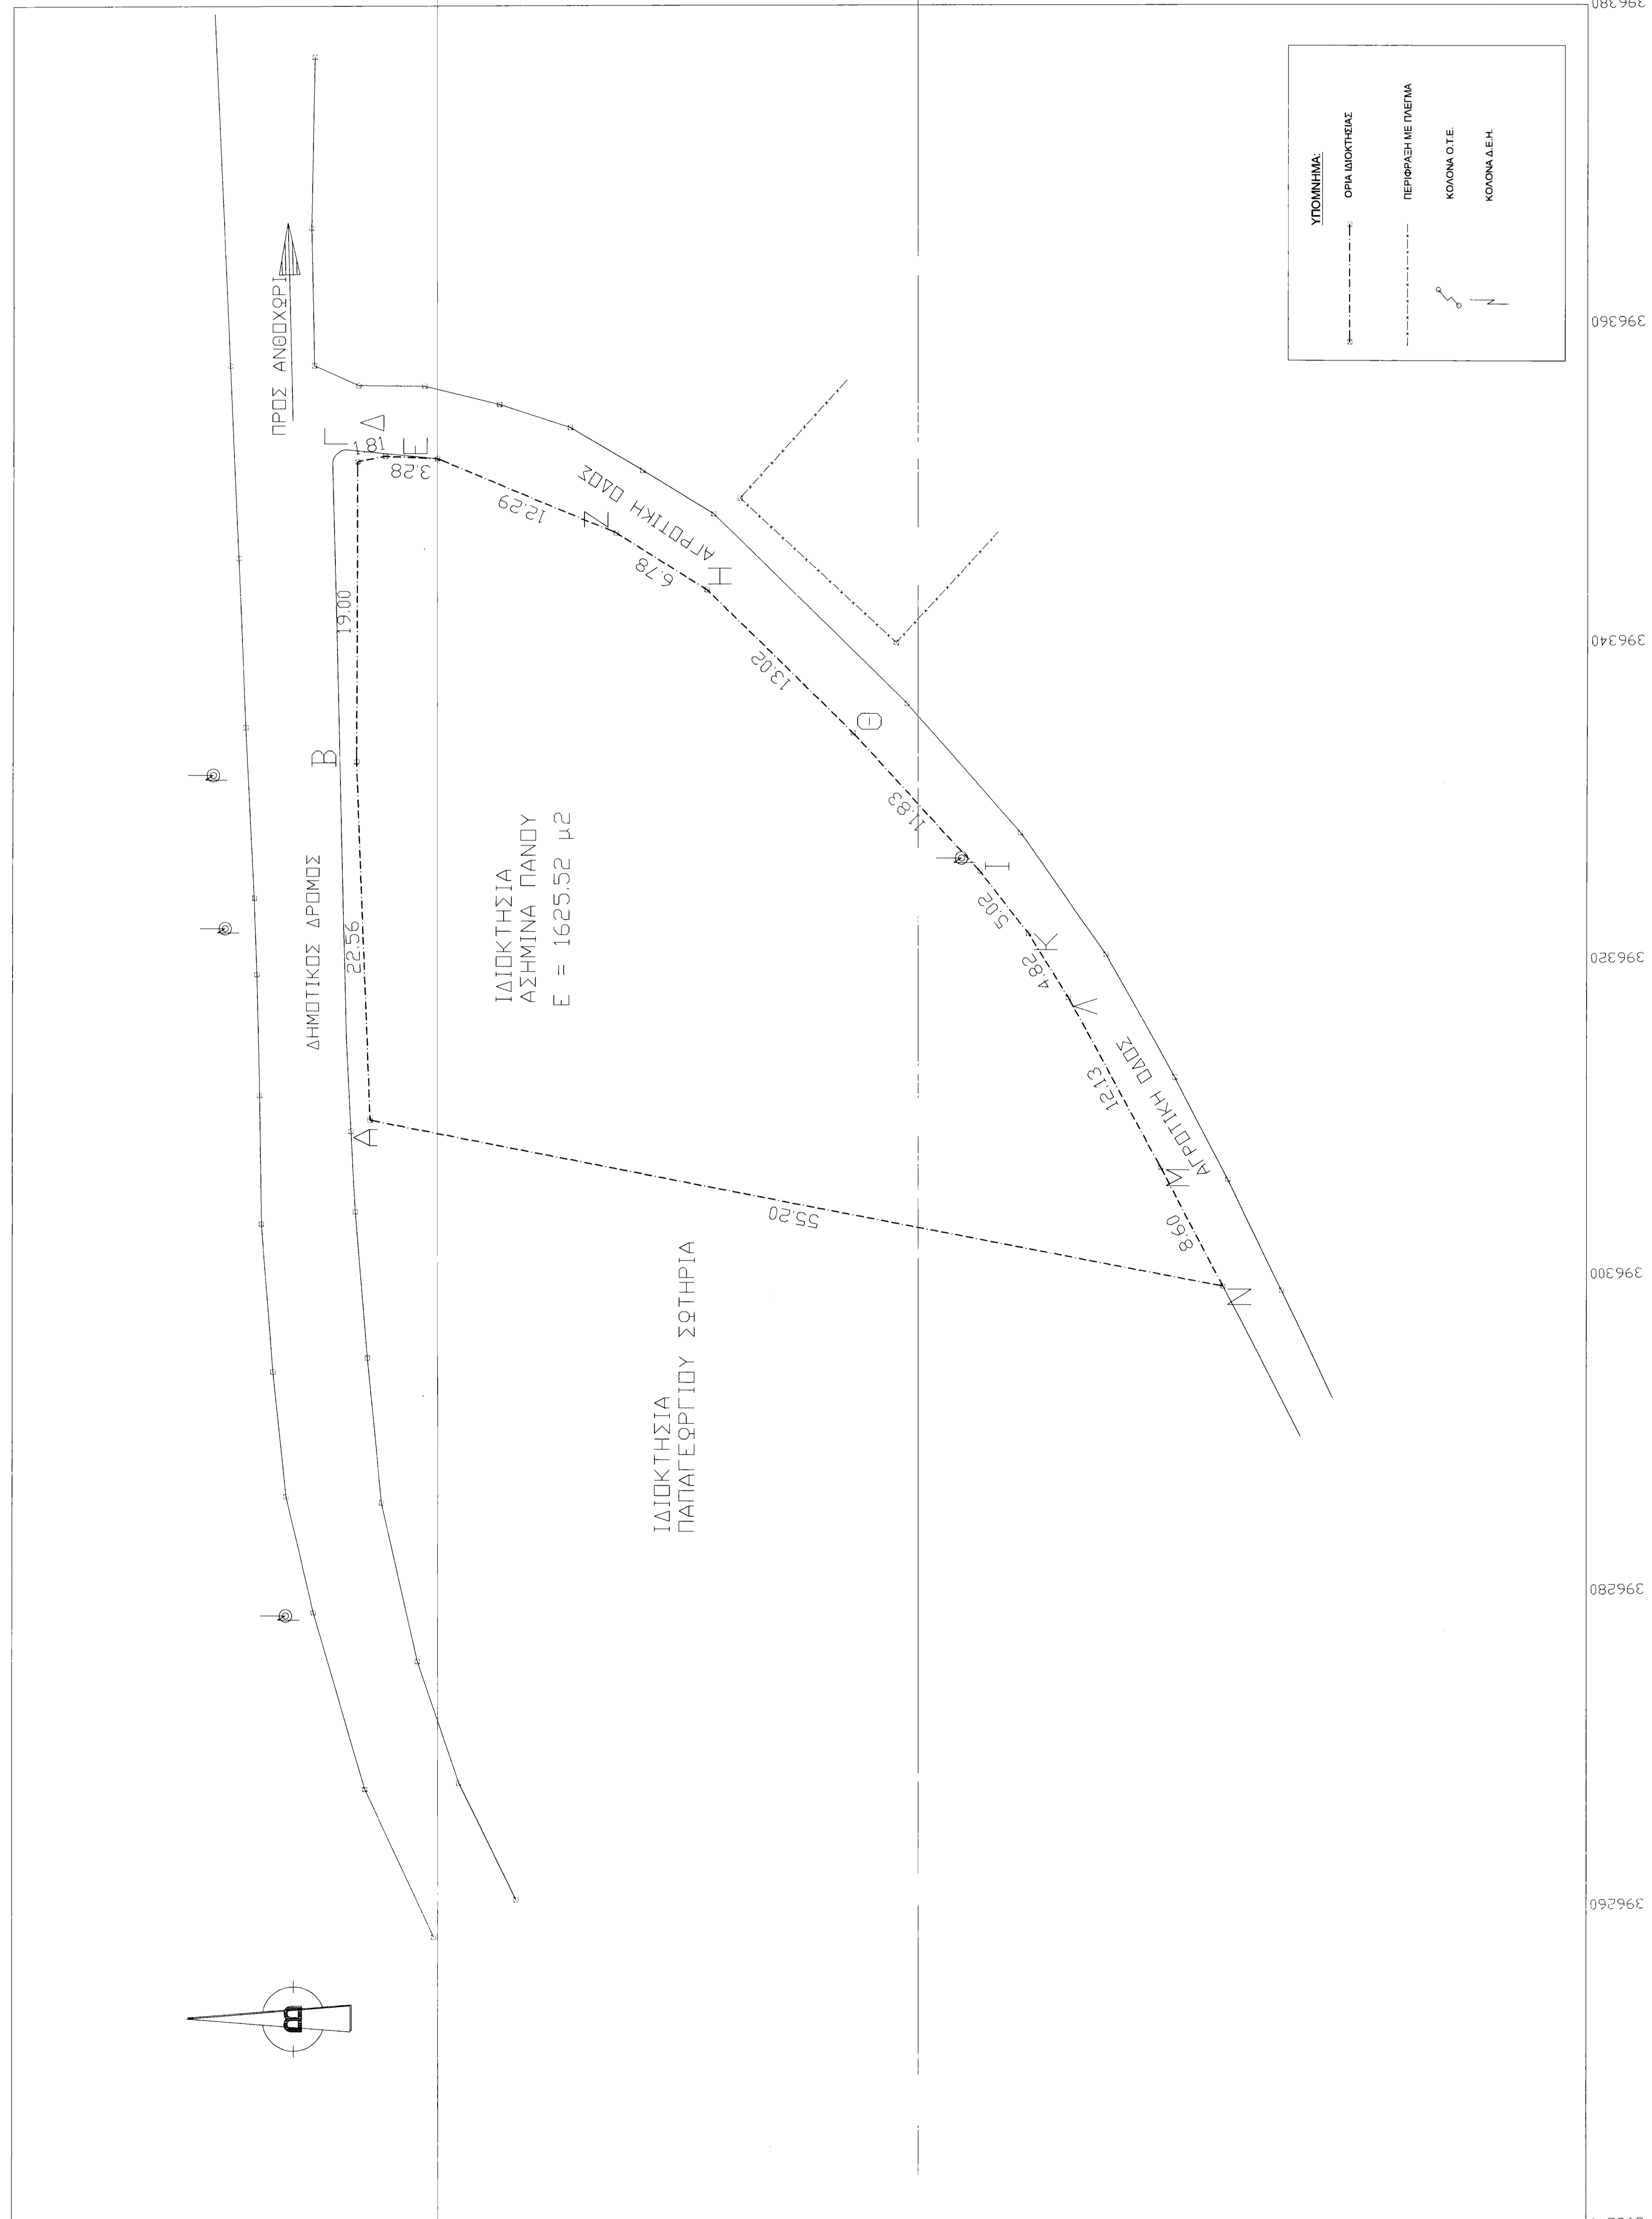 ΠΡΟΣ ΑΝΘΟΧΩΡΙ
ΔΗΜΟΤΙΚΟΣ ΔΡΟΜΟΣ
Α
22.56
Β
19.00
Γ
1.81
Δ
3.28
Ε
12.29
Ζ
6.78
Η
13.02
Θ
11.83
Ι
5.02
Κ
4.82
Λ
12.13
Μ
8.60
Ν
55.20
ΑΓΡΟΤΙΚΗ ΟΔΟΣ
ΑΓΡΟΤΙΚΗ ΟΔΟΣ
ΙΔΙΟΚΤΗΣΙΑ
ΑΣΗΜΙΝΑ ΠΑΝΟΥ
Ε = 1625.52 μ2
ΙΔΙΟΚΤΗΣΙΑ
ΠΑΠΑΓΕΩΡΓΙΟΥ ΣΩΤΗΡΙΑ
Β
ΥΠΟΜΝΗΜΑ:
ΟΡΙΑ ΙΔΙΟΚΤΗΣΙΑΣ
ΠΕΡΙΦΡΑΞΗ ΜΕ ΠΛΕΓΜΑ
ΚΟΛΟΝΑ Ο.Τ.Ε.
ΚΟΛΟΝΑ Δ.Ε.Η.
396260
396280
396300
396320
396340
396360
396380